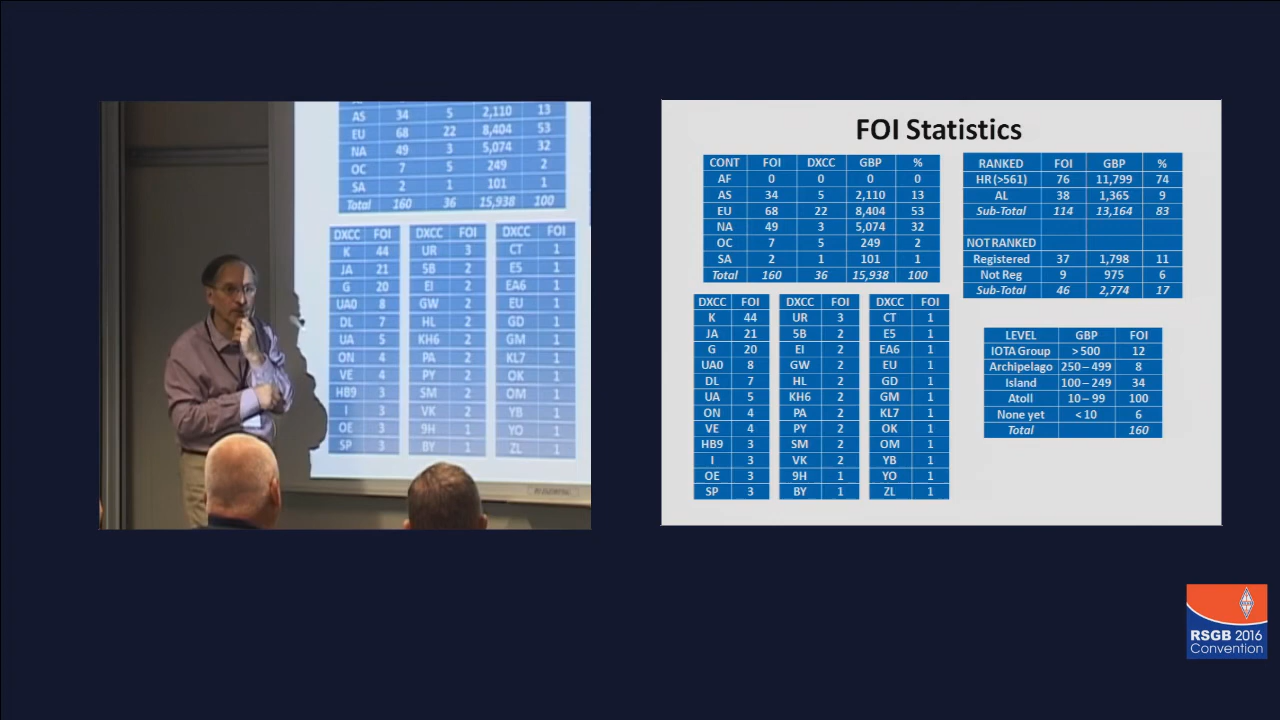 AS 34 5 2,110 13
EU 68 22 8,404 53
NA 49 3 5,074 32
OC 7 5 249 2
SA 2 1 101 1
Total 160 36 15,938 100
DXCC FOI DXCC FOI DXCC FOI
K 44 UR 3 CT 1
JA 21 5B 2 E5 1
G 20 EI 2 EA6 1
UA0 8 GW 2 EU 1
DL 7 HL 2 GD 1
UA 5 KH6 2 GM 1
ON 4 PA 2 KL7 1
VE 4 PY 2 OK 1
HB9 3 SM 2 OM 1
I 3 VK 2 YB 1
OE 3 9H 1 YO 1
SP 3 BY 1 ZL 1
FOI Statistics
CONT FOI DXCC GBP %
AF 0 0 0 0
AS 34 5 2,110 13
EU 68 22 8,404 53
NA 49 3 5,074 32
OC 7 5 249 2
SA 2 1 101 1
Total 160 36 15,938 100
RANKED FOI GBP %
HR (>561) 76 11,799 74
AL 38 1,365 9
Sub-Total 114 13,164 83
NOT RANKED
Registered 37 1,798 11
Not Reg 9 975 6
Sub-Total 46 2,774 17
DXCC FOI DXCC FOI DXCC FOI
K 44 UR 3 CT 1
JA 21 5B 2 E5 1
G 20 EI 2 EA6 1
UA0 8 GW 2 EU 1
DL 7 HL 2 GD 1
UA 5 KH6 2 GM 1
ON 4 PA 2 KL7 1
VE 4 PY 2 OK 1
HB9 3 SM 2 OM 1
I 3 VK 2 YB 1
OE 3 9H 1 YO 1
SP 3 BY 1 ZL 1
LEVEL GBP FOI
IOTA Group > 500 12
Archipelago 250 – 499 8
Island 100 – 249 34
Atoll 10 – 99 100
None yet < 10 6
Total 160
RSGB 2016
Convention